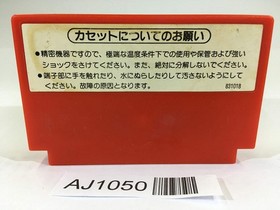 カセットについてのお願い
●精密機器ですので、極端な温度条件下での使用や保管および強い
ショックをさけてください。また、絶対に分解しないでください。
●端子部に手を触れたり、水にぬらしたりして汚さないようにして
ください。故障の原因となります。
831018
AJ1050